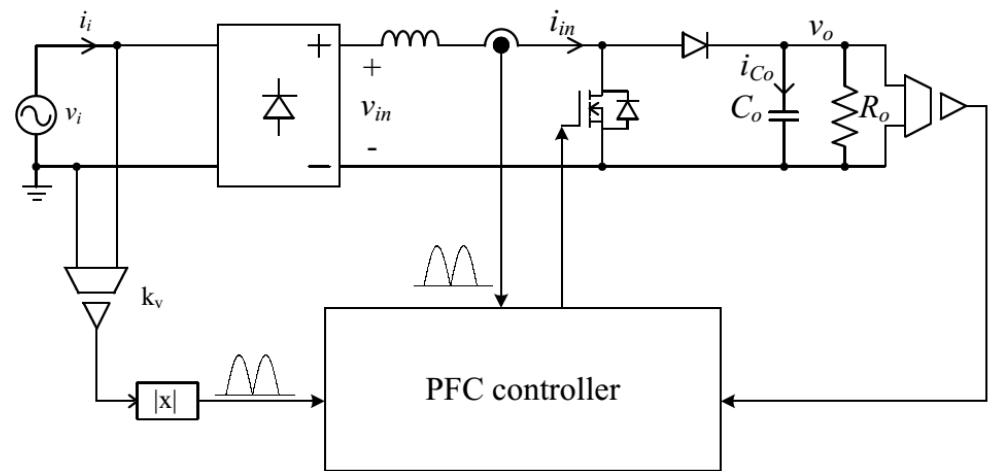 i_i
+
i_in
v_o
+
i_Co
v_i
v_in
C_o
R_o
−
-
k_v
|x|
PFC controller